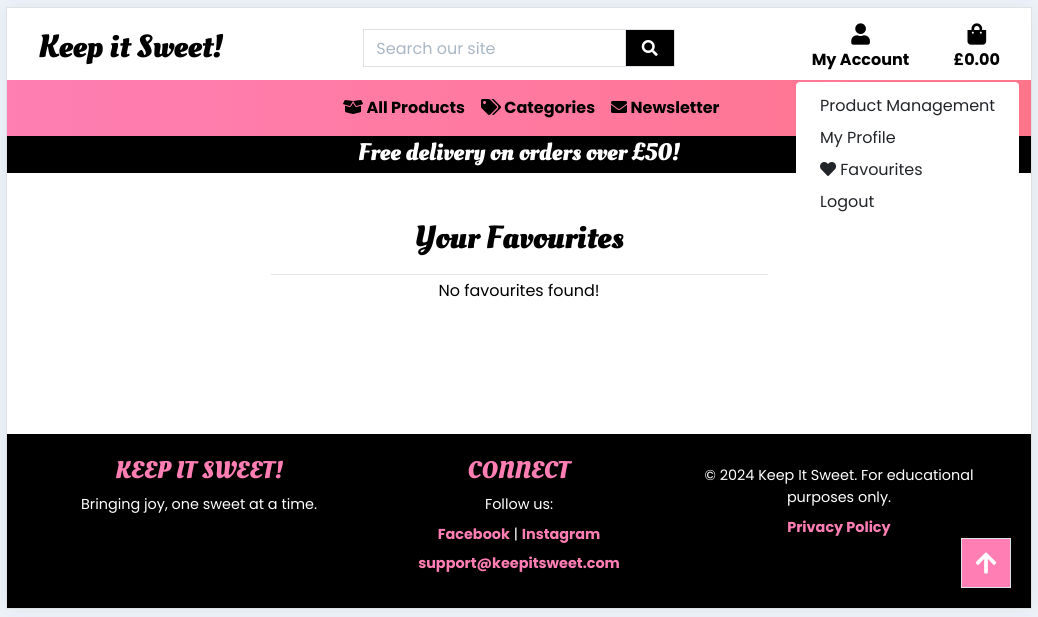 Keep it Sweet!
Search our site
My Account
£0.00
All Products
Categories
Newsletter
Product Management
My Profile
Favourites
Logout
Free delivery on orders over £50!
Your Favourites
No favourites found!
KEEP IT SWEET!
Bringing joy, one sweet at a time.
CONNECT
Follow us:
Facebook | Instagram
support@keepitsweet.com
© 2024 Keep It Sweet. For educational
purposes only.
Privacy Policy